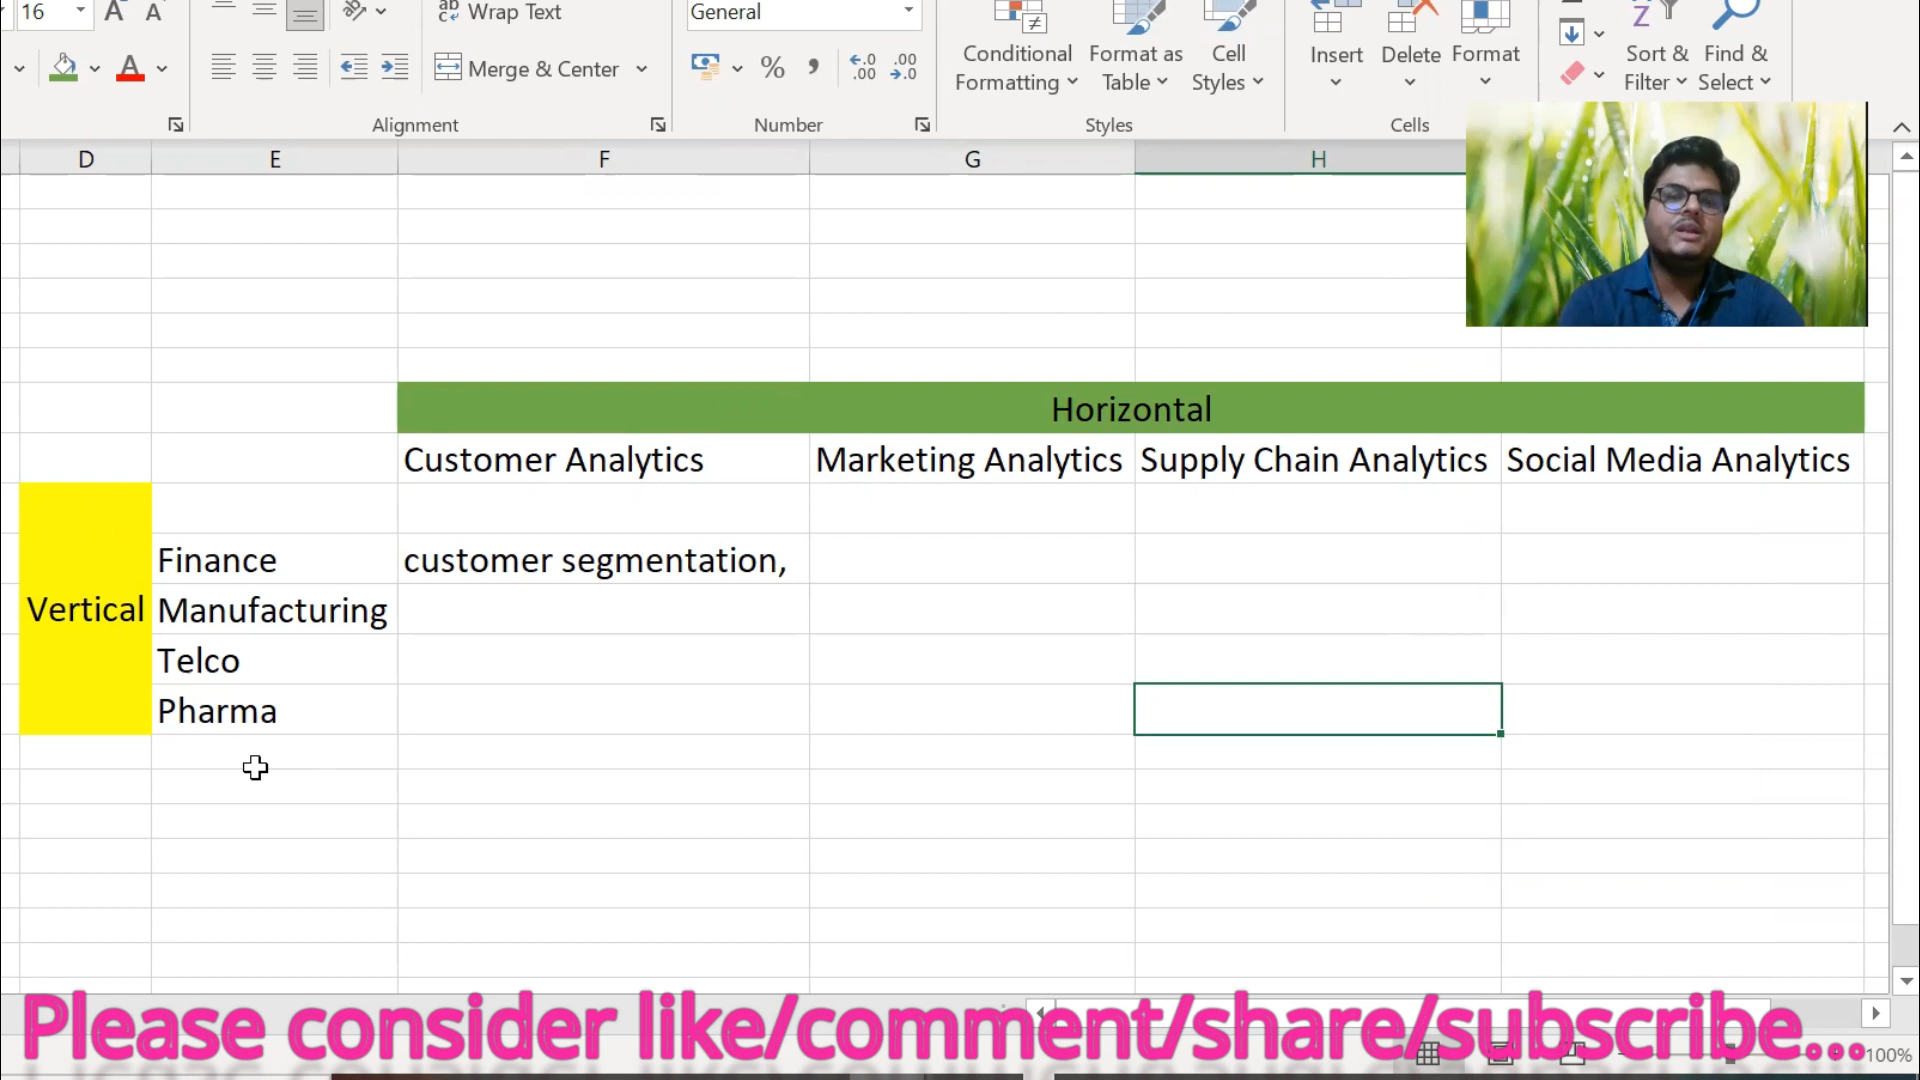 16
Wrap Text
General
Merge & Center
%
.00
.00
Conditional Formatting
Format as Table
Cell Styles
Insert
Delete
Format
Sort & Filter
Find & Select
Alignment
Number
Styles
Cells
D E F G H
Horizontal
Customer Analytics Marketing Analytics Supply Chain Analytics Social Media Analytics
Vertical
Finance customer segmentation,
Manufacturing
Telco
Pharma
Please consider like/comment/share/subscribe...
100%